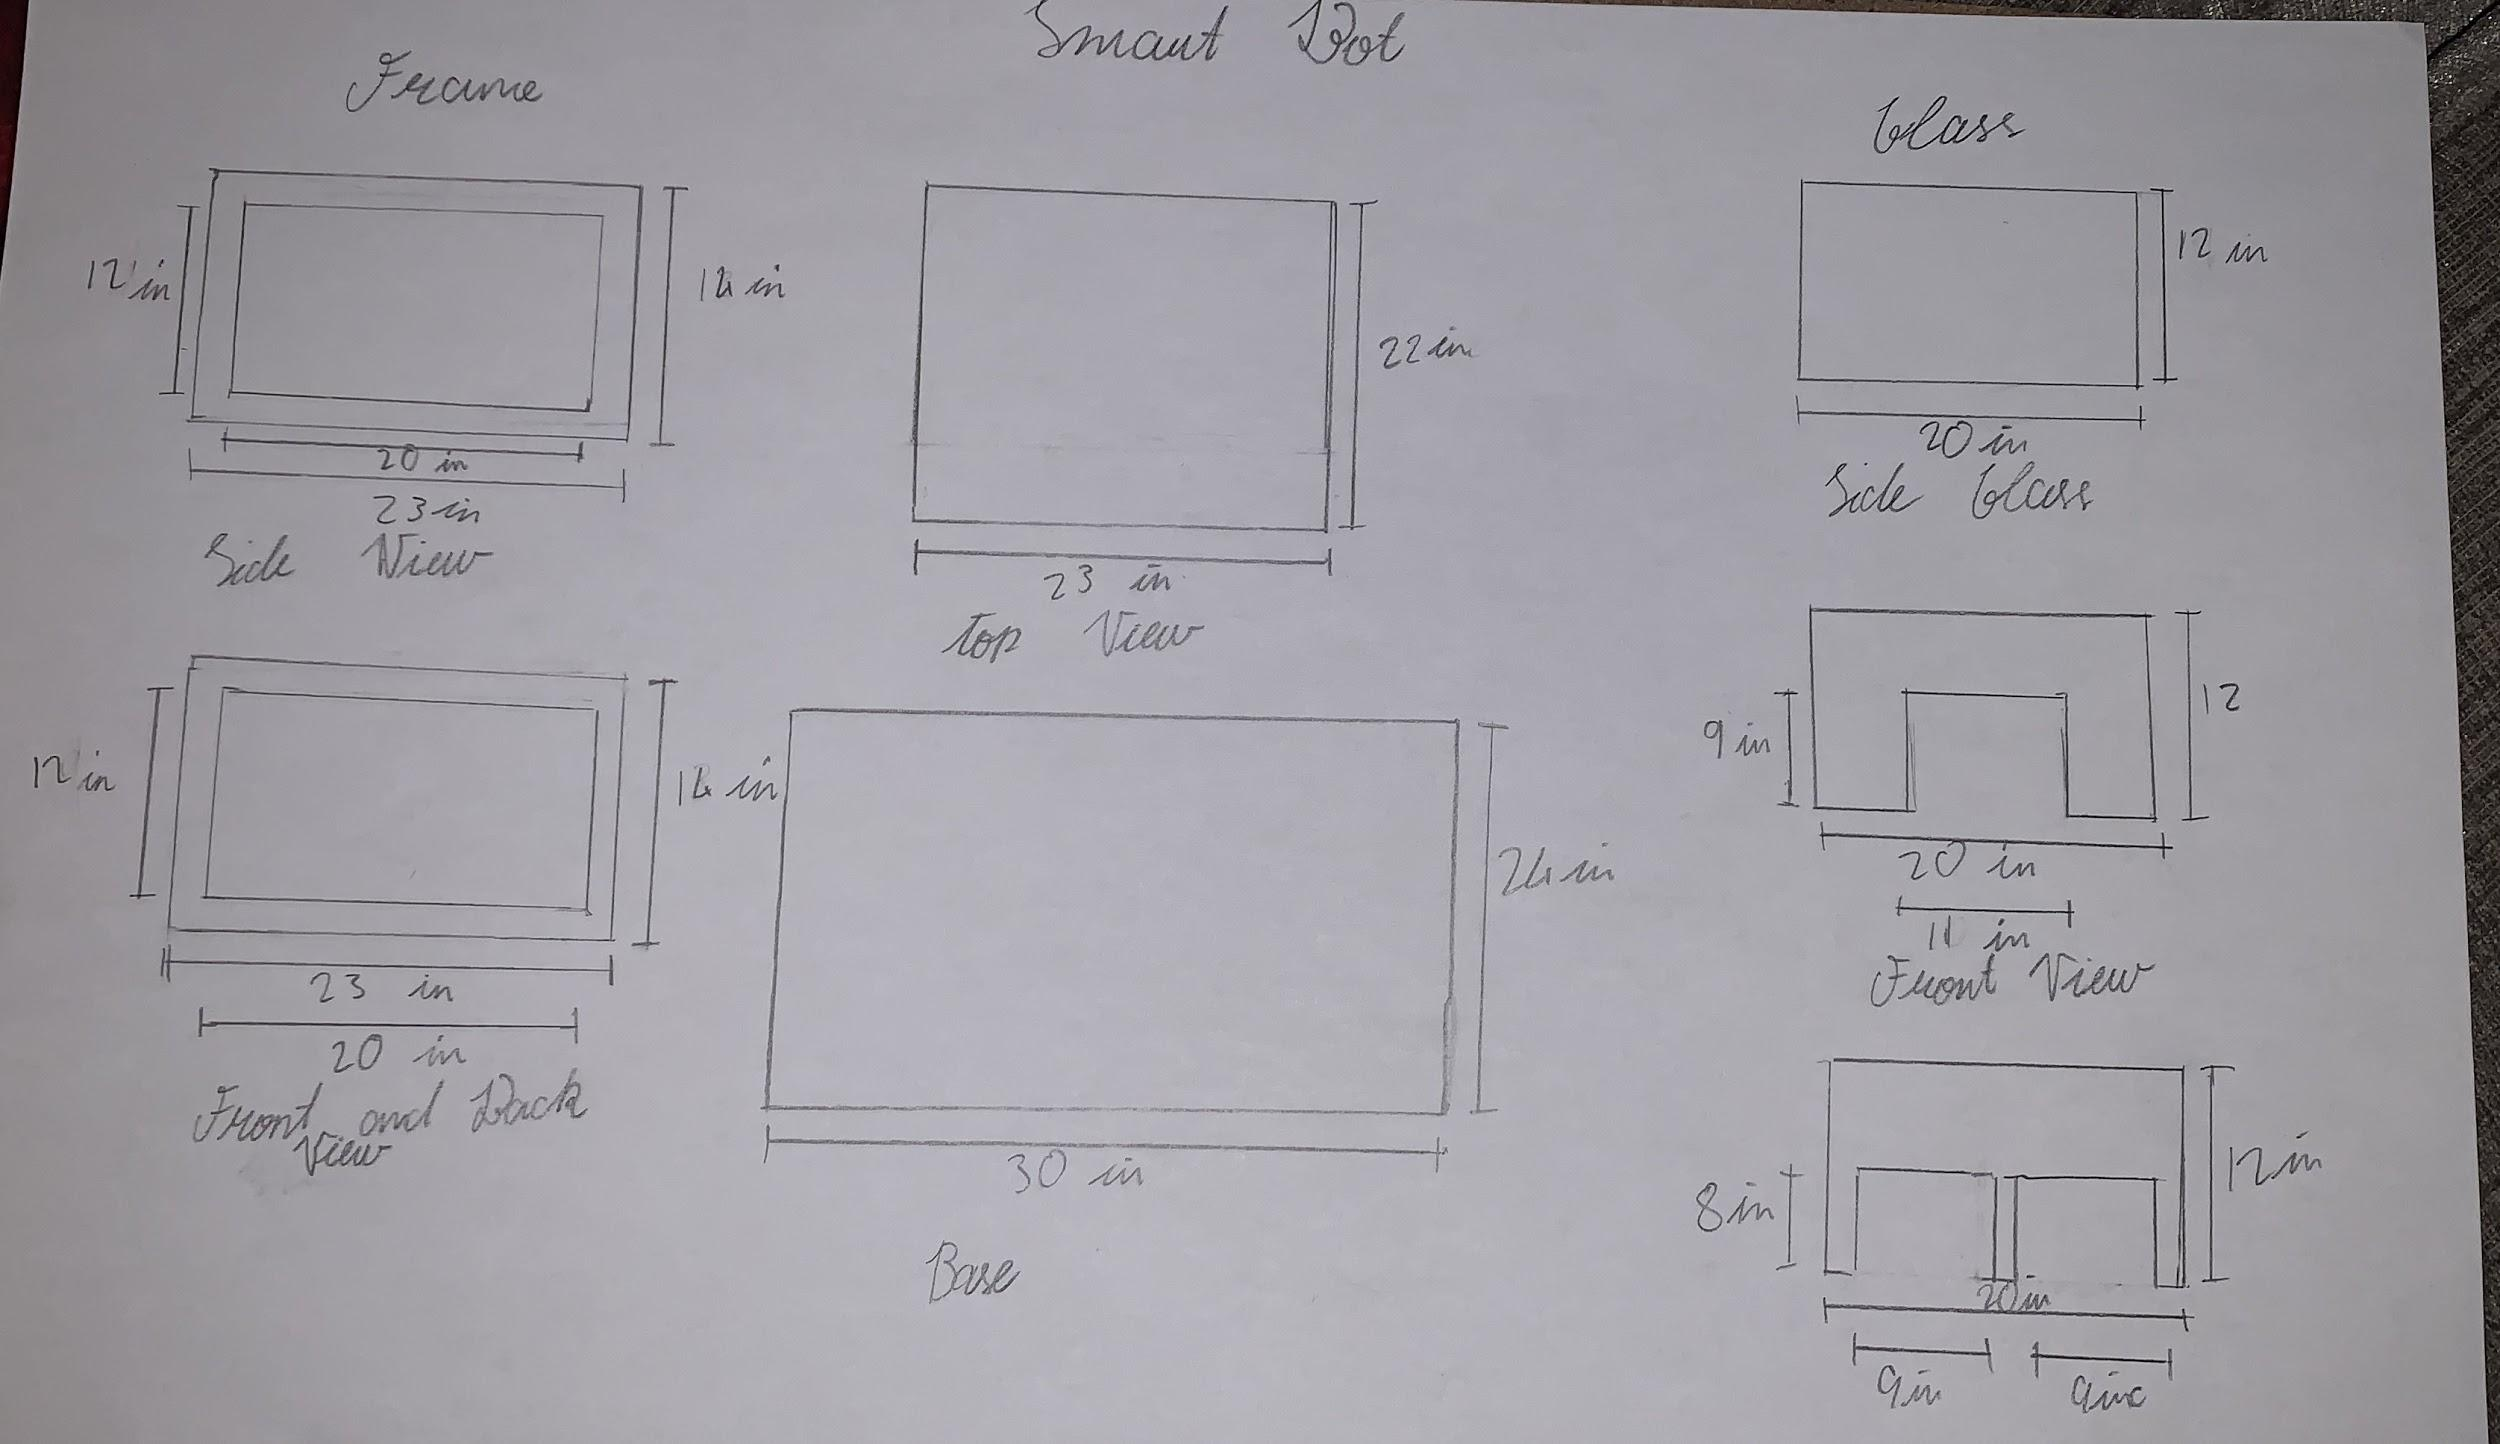 Smart Bot
Frame
12 in
14 in
20 in
23 in
Side View
22 in
23 in
Top View
Glass
12 in
20 in
Side Glass
12 in
14 in
23 in
20 in
Front and Back
View
24 in
30 in
Base
9 in
12
20 in
11 in
Front View
8 in
12 in
20 in
9 in
9 in